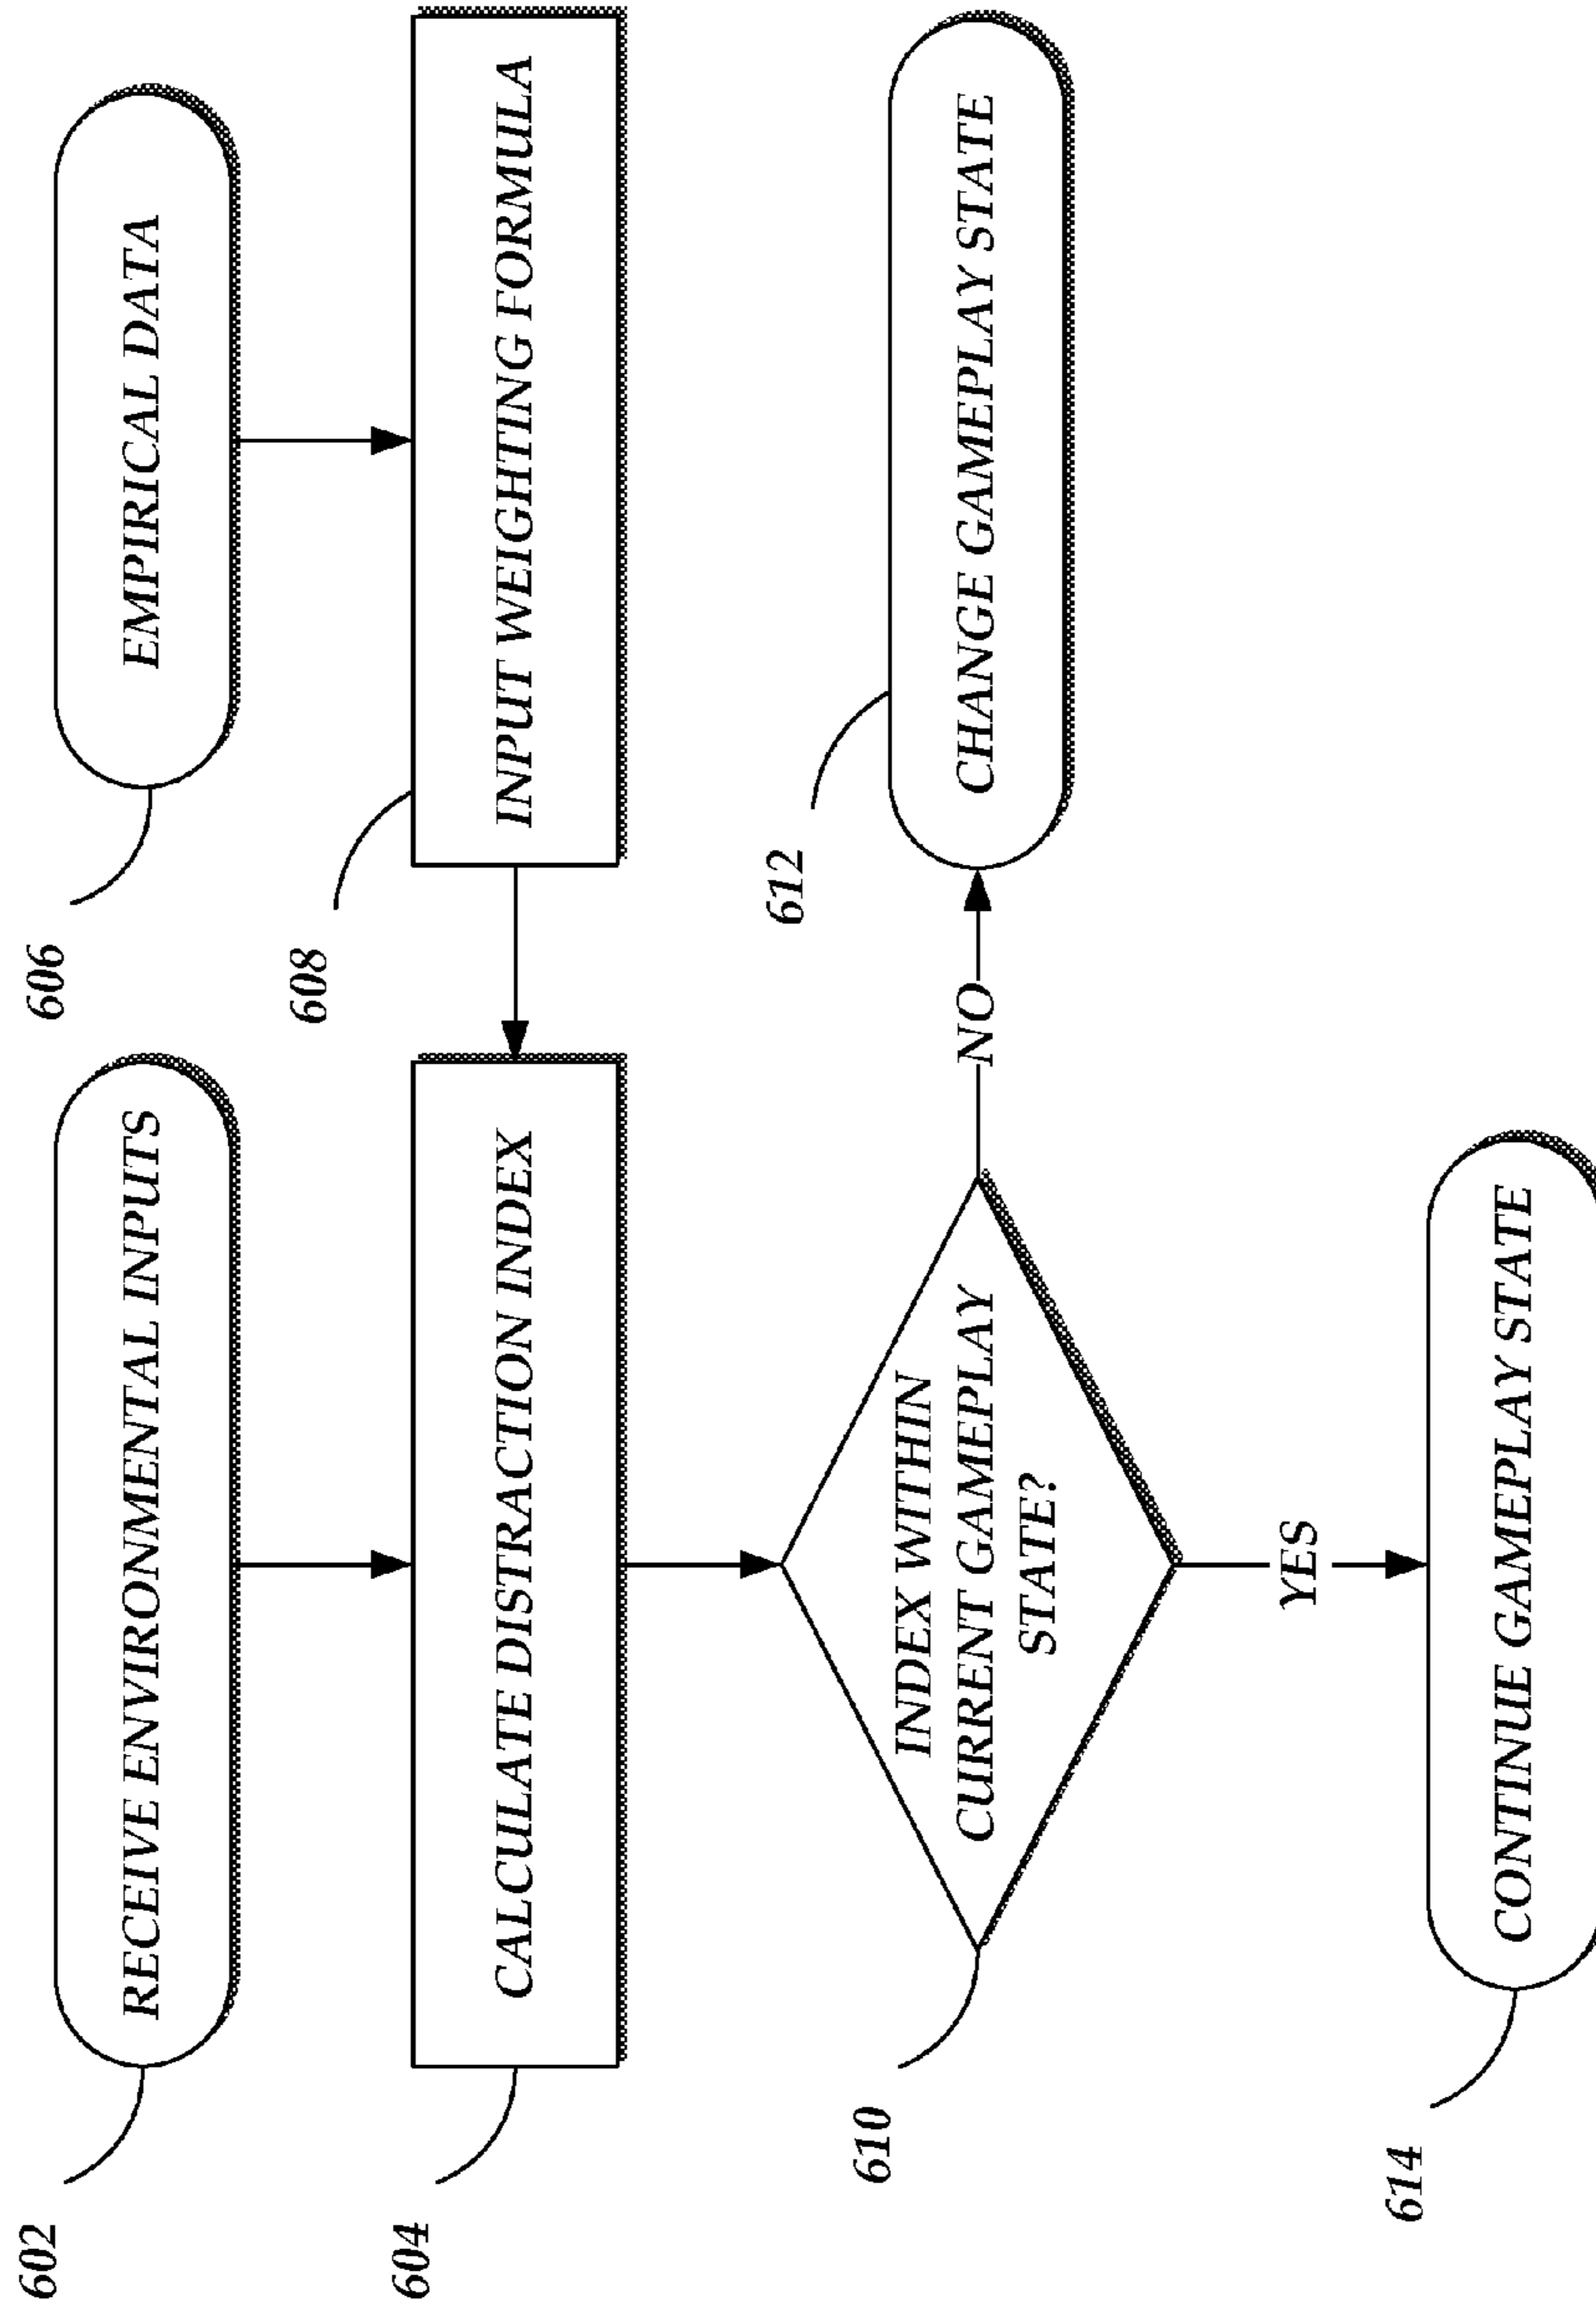 602
RECEIVE ENVIRONMENTAL INPUTS
606
EMPIRICAL DATA
604
CALCULATE DISTRACTION INDEX
608
INPUT WEIGHTING FORMULA
610
INDEX WITHIN
CURRENT GAMEPLAY
STATE?
NO
612
CHANGE GAMEPLAY STATE
YES
614
CONTINUE GAMEPLAY STATE